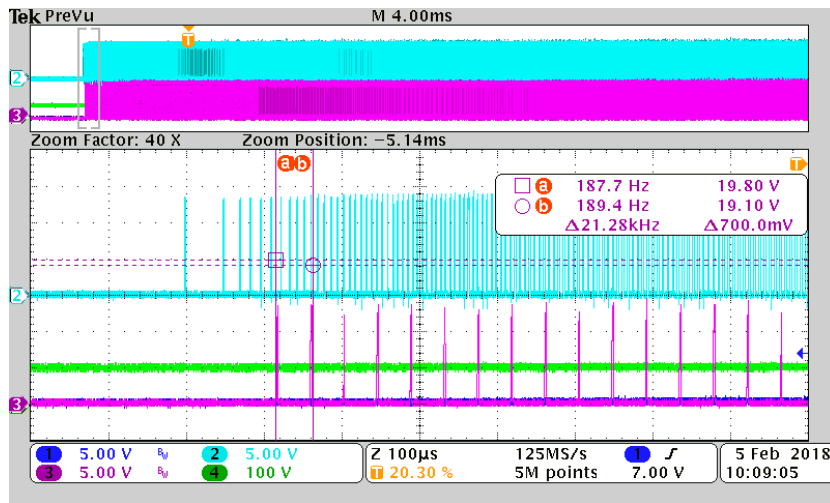 Tek PreVu M 4.00ms
T
2
3
Zoom Factor: 40 X Zoom Position: −5.14ms
a b T
a 187.7 Hz 19.80 V
b 189.4 Hz 19.10 V
Δ21.28kHz Δ700.0mV
2
3
1 5.00 V BW 2 5.00 V Z 100µs 125MS/s 1 5 Feb 2018
3 5.00 V BW 4 100 V T 20.30 % 5M points 7.00 V 10:09:05